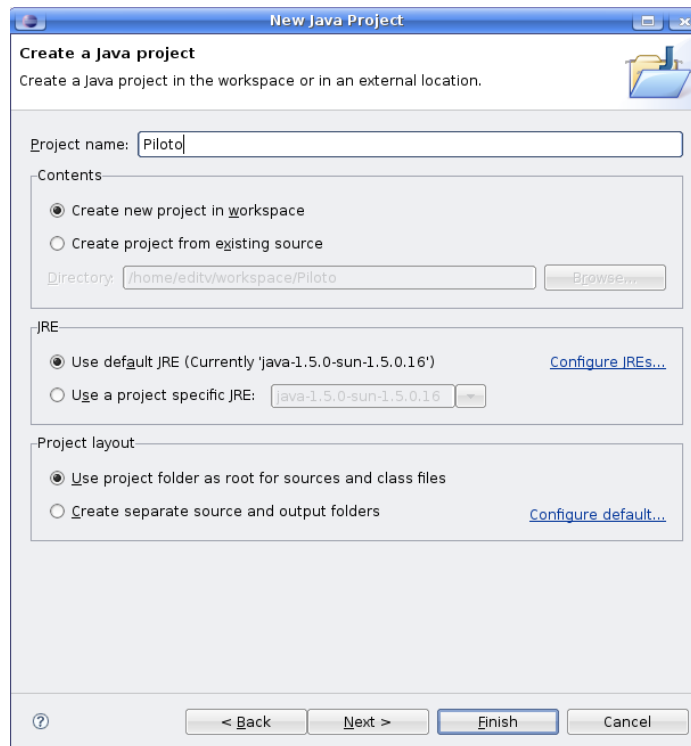 New Java Project
Create a Java project
Create a Java project in the workspace or in an external location.
Project name: Piloto
Contents
Create new project in workspace
Create project from existing source
Directory: /home/editv/workspace/Piloto Browse...
JRE
Use default JRE (Currently 'java-1.5.0-sun-1.5.0.16') Configure JREs...
Use a project specific JRE: java-1.5.0-sun-1.5.0.16
Project layout
Use project folder as root for sources and class files
Create separate source and output folders Configure default...
? < Back Next > Finish Cancel